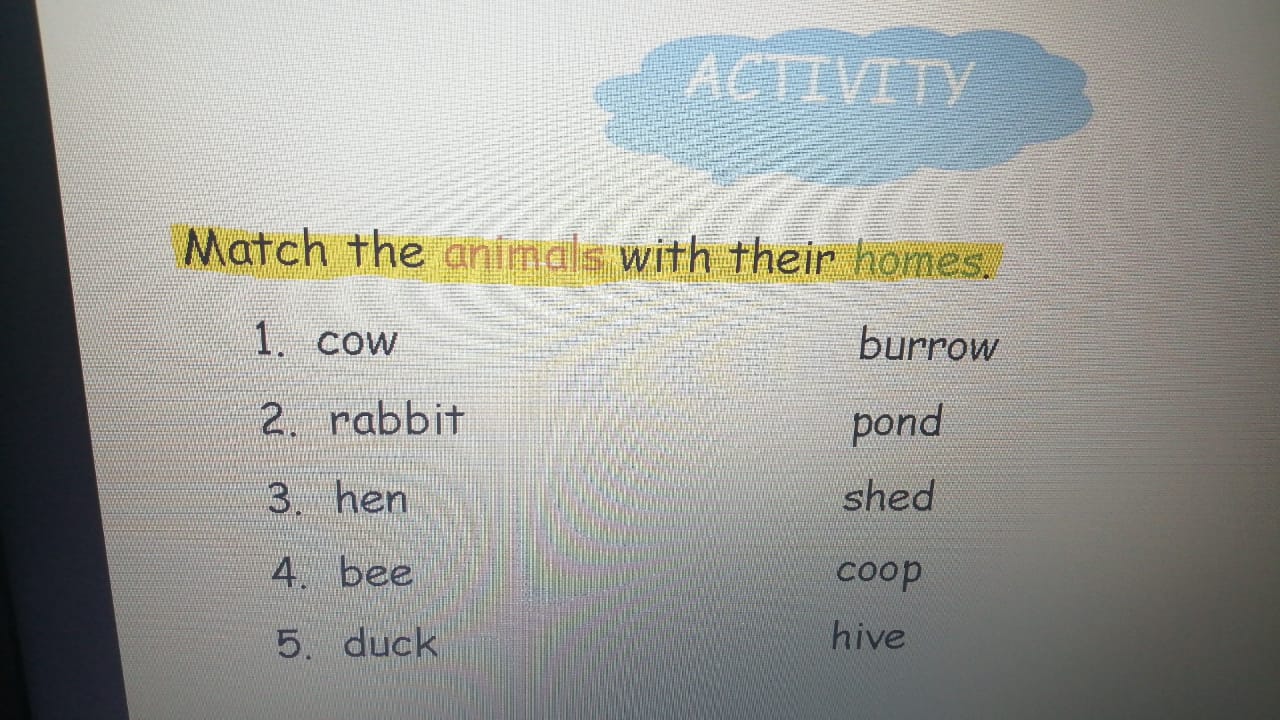 ACTIVITY
Match the animals with their homes.
1. cow burrow
2. rabbit pond
3. hen shed
4. bee coop
5. duck hive